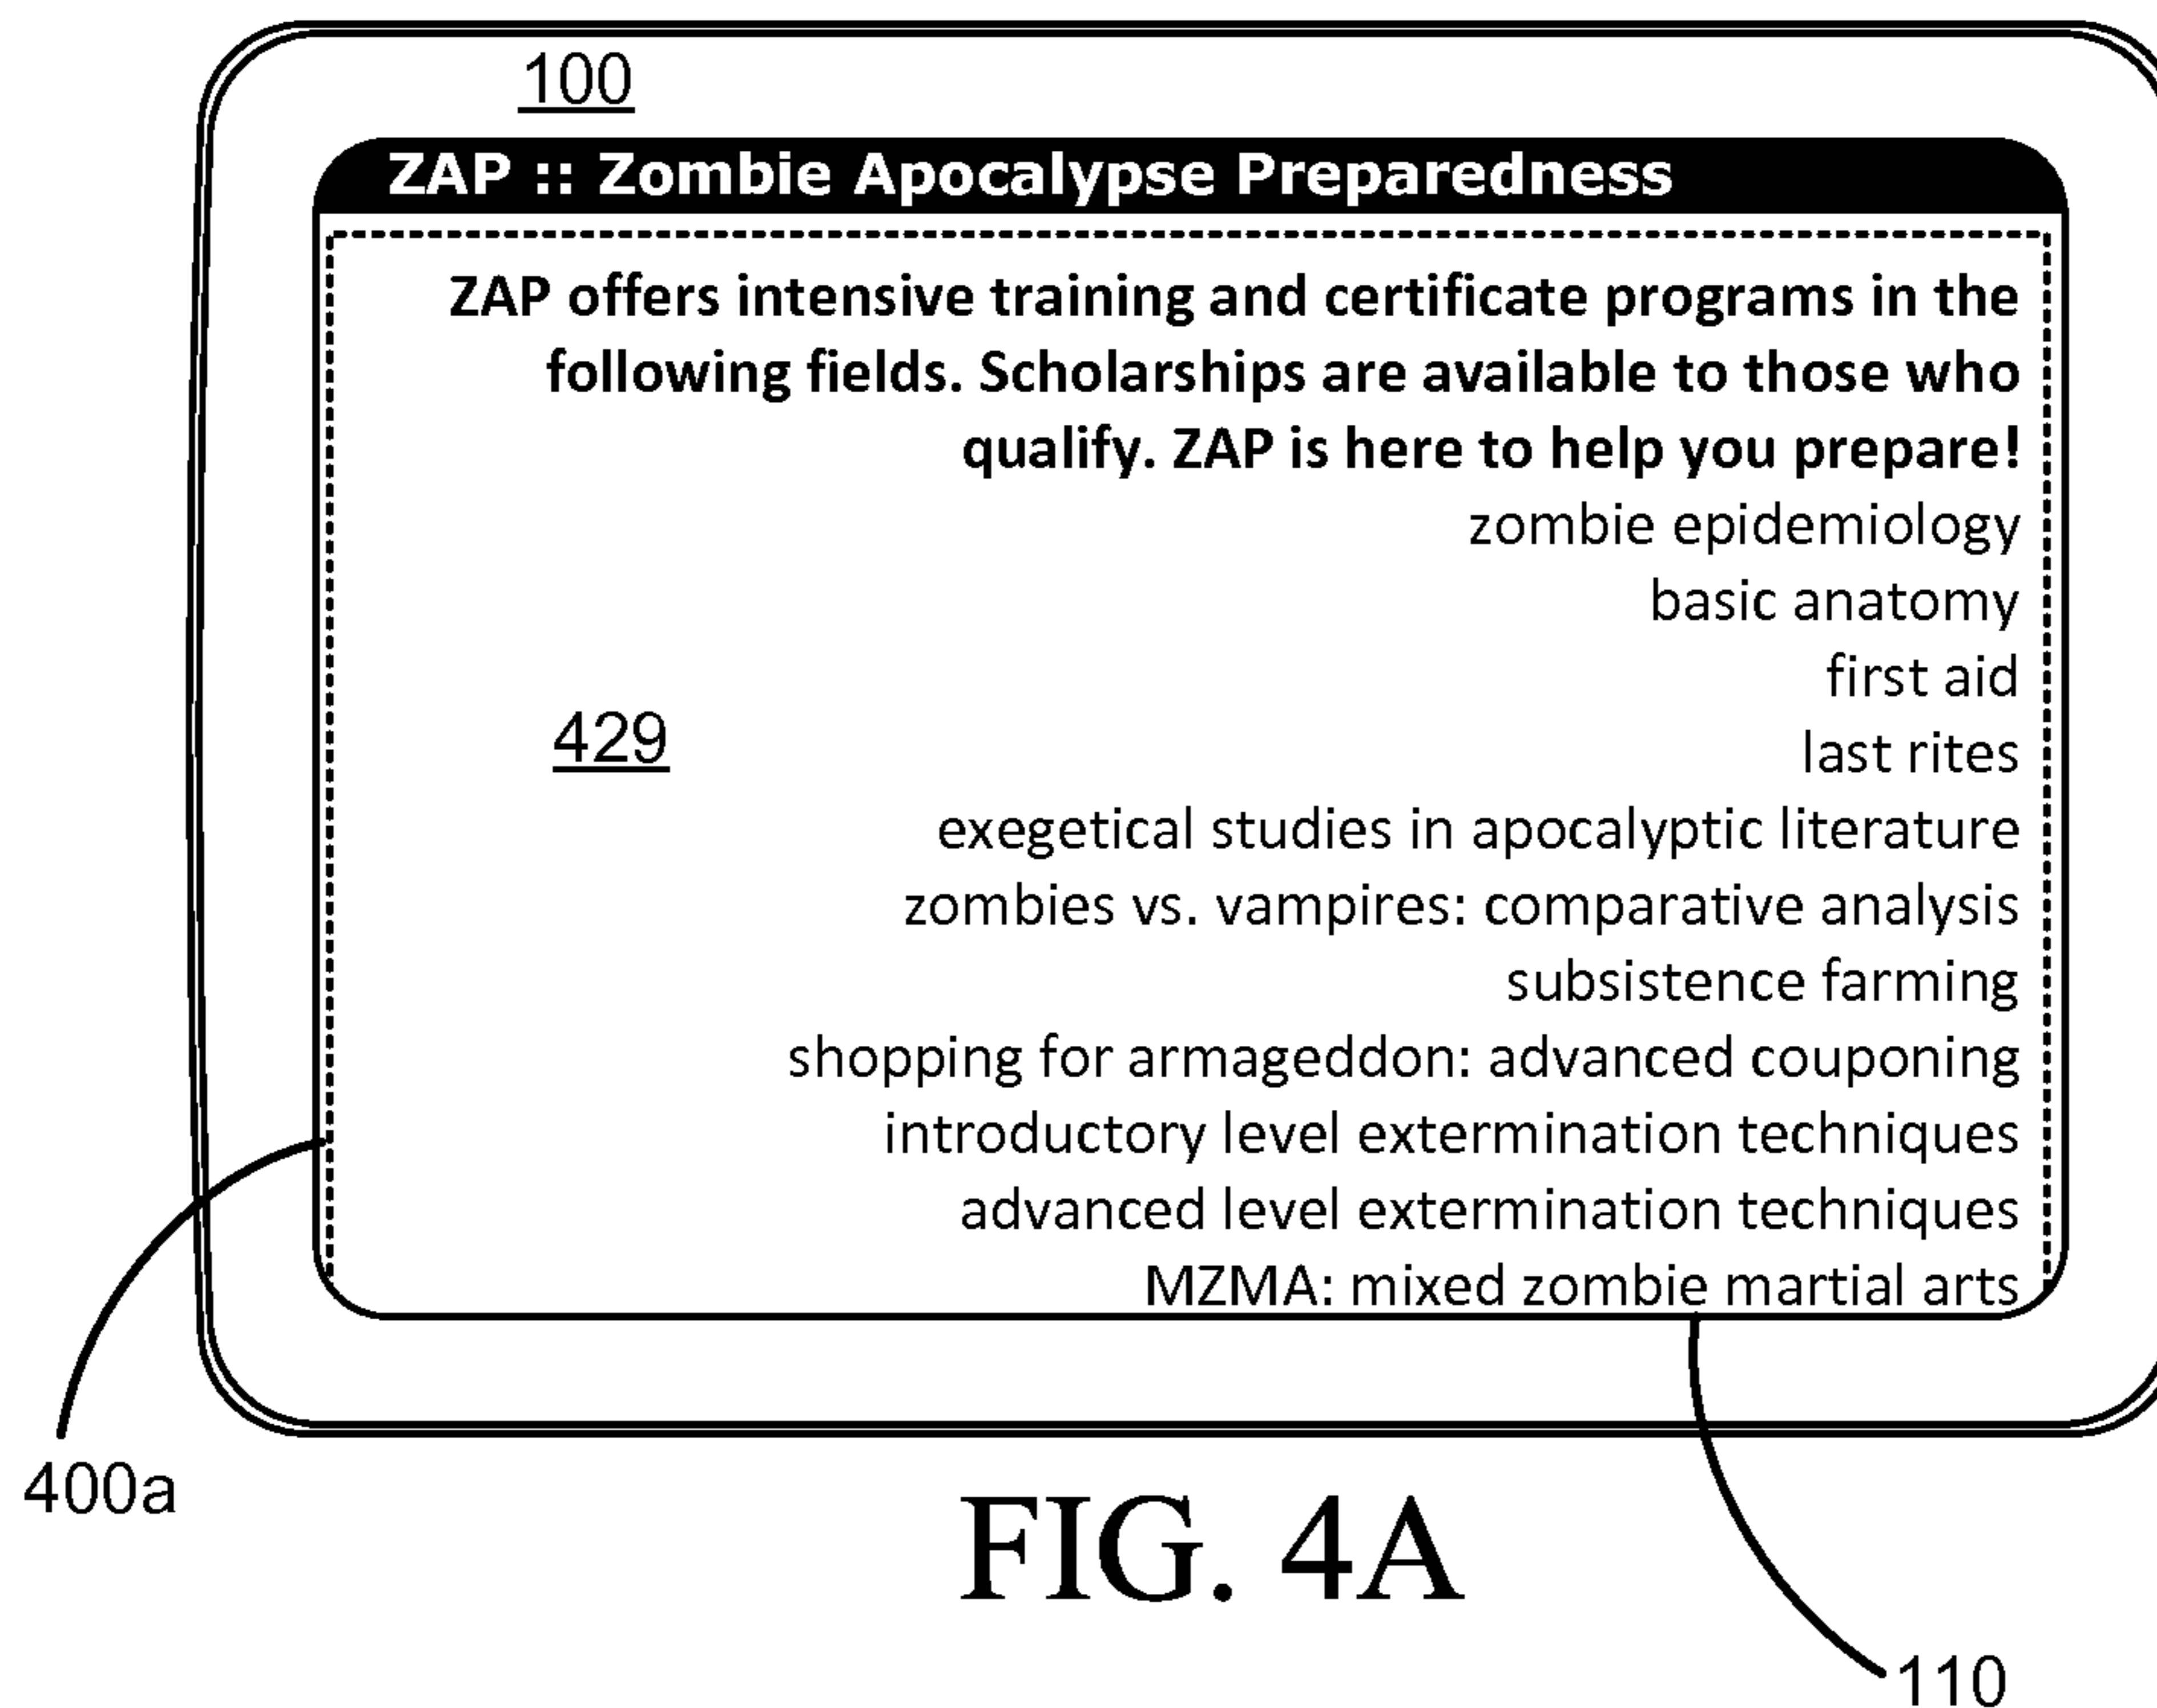 100
ZAP :: Zombie Apocalypse Preparedness
ZAP offers intensive training and certificate programs in the
following fields. Scholarships are available to those who
qualify. ZAP is here to help you prepare!
zombie epidemiology
basic anatomy
first aid
429
last rites
exegetical studies in apocalyptic literature
zombies vs. vampires: comparative analysis
subsistence farming
shopping for armageddon: advanced couponing
introductory level extermination techniques
advanced level extermination techniques
MZMA: mixed zombie martial arts
400a
FIG. 4A
110